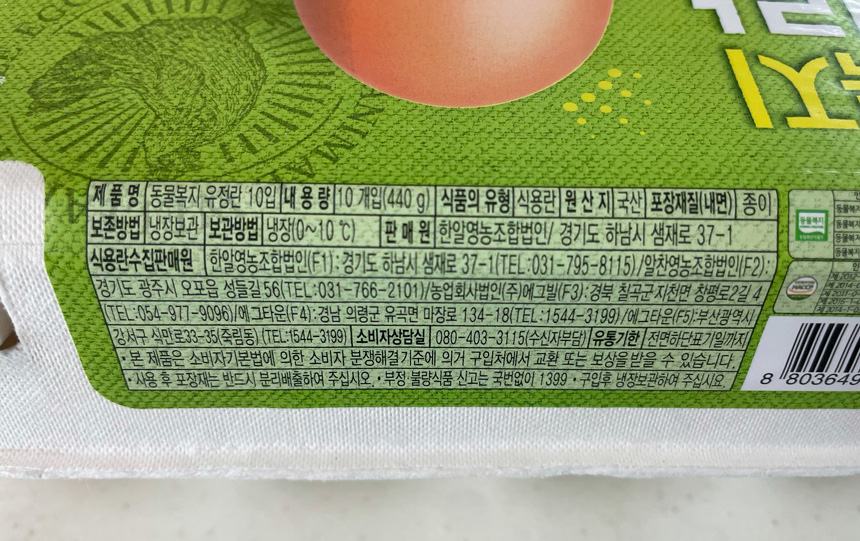 제 품 명 동물복지 유정란 10입 내 용 량 10 개입(440 g) 식품의 유형 식용란 원 산 지 국산 포장재질(내면) 종이
보존방법 냉장보관 보관방법 냉장(0~10 ℃) 판 매 원 한알영농조합법인/ 경기도 하남시 샘재로 37-1
식용란수집판매원 한알영농조합법인(F1): 경기도 하남시 샘재로 37-1(TEL:031-795-8115)/알찬영농조합법인(F2):
경기도 광주시 오포읍 성들길 56(TEL:031-766-2101)/농업회사법인(주)에그빌(F3): 경북 칠곡군 지천면 창평로2길 4
(TEL:054-977-9096)/에그타운(F4): 경남 의령군 유곡면 마장로 134-18(TEL:1544-3199)/에그타운(F5):부산광역시
강서구 식만로33-35(죽림동) (TEL:1544-3199) 소비자상담실 080-403-3115(수신자부담) 유통기한 전면하단표기일까지
• 본 제품은 소비자기본법에 의한 소비자 분쟁해결기준에 의거 구입처에서 교환 또는 보상을 받을 수 있습니다.
• 사용 후 포장재는 반드시 분리배출하여 주십시오. • 부정·불량식품 신고는 국번없이 1399 • 구입후 냉장보관하여 주십시요.
동물복지
HACCP
8 803649